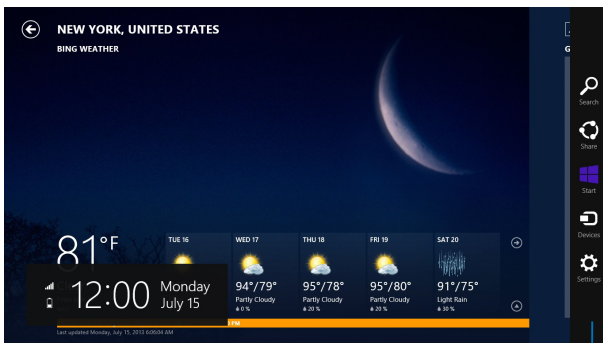 NEW YORK, UNITED STATES
BING WEATHER
G
Search
Share
Start
Devices
Settings
81°F
TUE 16
WED 17
THU 18
FRI 19
SAT 20
94°/79°
95°/78°
95°/80°
91°/75°
Partly Cloudy
Partly Cloudy
Partly Cloudy
Light Rain
0 %
20 %
20 %
30 %
12:00
Monday
July 15
PM
Last updated Monday, July 15, 2013 6:06:04 AM